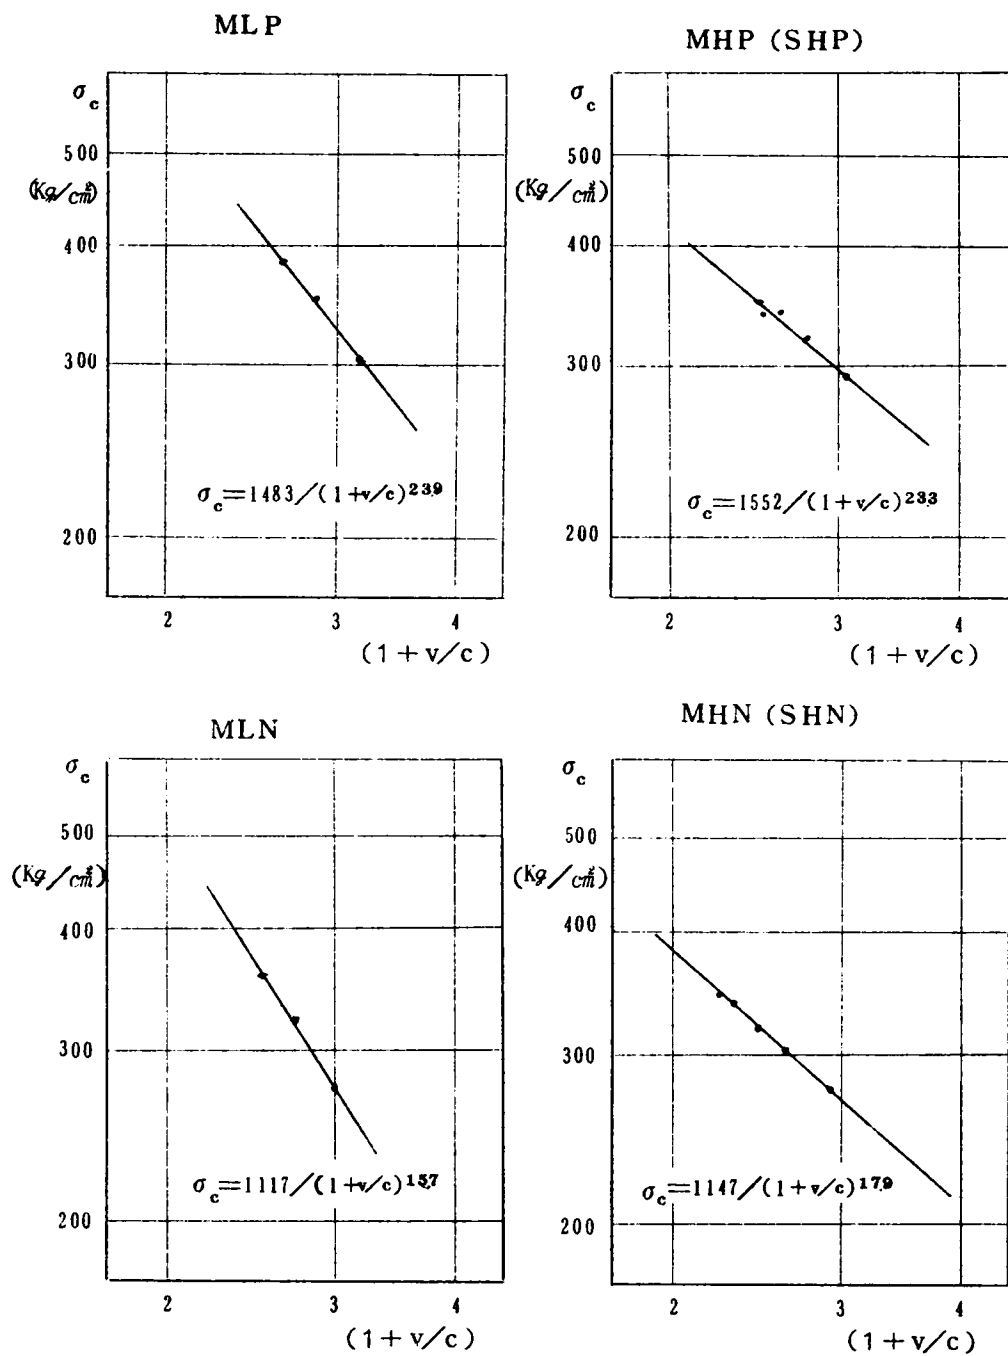 MLP
σc
500
(Kg/cm²)
400
300
σc=1483/(1+v/c)^2.39
200
2 3 4
(1+v/c)
MHP (SHP)
σc
500
(Kg/cm²)
400
300
σc=1552/(1+v/c)^2.33
200
2 3 4
(1+v/c)
MLN
σc
500
(Kg/cm²)
400
300
σc=1117/(1+v/c)^1.57
200
2 3 4
(1+v/c)
MHN (SHN)
σc
500
(Kg/cm²)
400
300
σc=1147/(1+v/c)^1.79
200
2 3 4
(1+v/c)